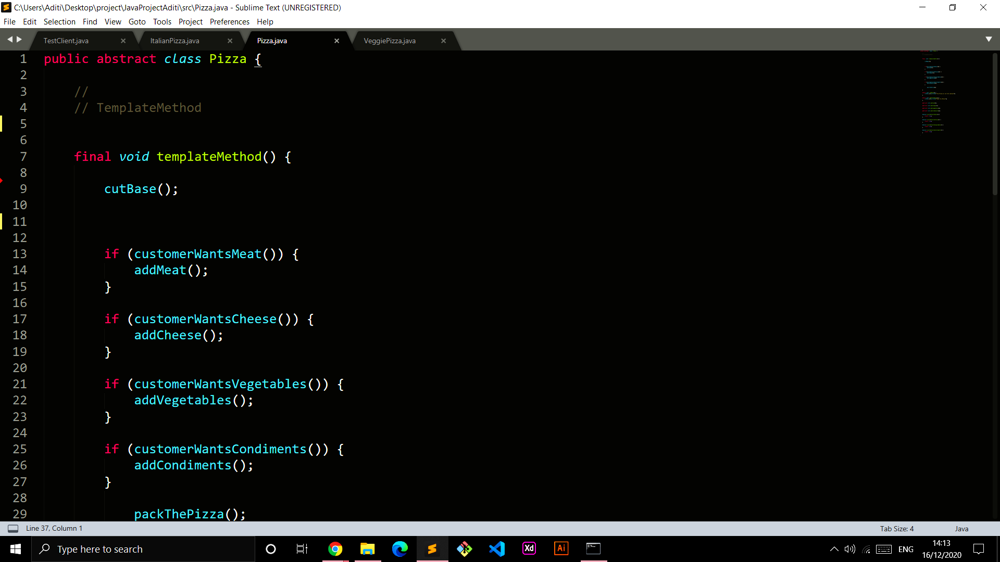 C:\Users\Aditi\Desktop\project\JavaProjectAditi\src\Pizza.java - Sublime Text (UNREGISTERED)
File Edit Selection Find View Goto Tools Project Preferences Help
TestClient.java × ItalianPizza.java × Pizza.java × VeggiePizza.java ×
1 public abstract class Pizza {
2
3 //
4 // TemplateMethod
5
6
7 final void templateMethod() {
8
9 cutBase();
10
11
12
13 if (customerWantsMeat()) {
14 addMeat();
15 }
16
17 if (customerWantsCheese()) {
18 addCheese();
19 }
20
21 if (customerWantsVegetables()) {
22 addVegetables();
23 }
24
25 if (customerWantsCondiments()) {
26 addCondiments();
27 }
28
29 packThePizza();
Line 37, Column 1 Tab Size: 4 Java
Type here to search Xd Ai ENG 14:13
16/12/2020